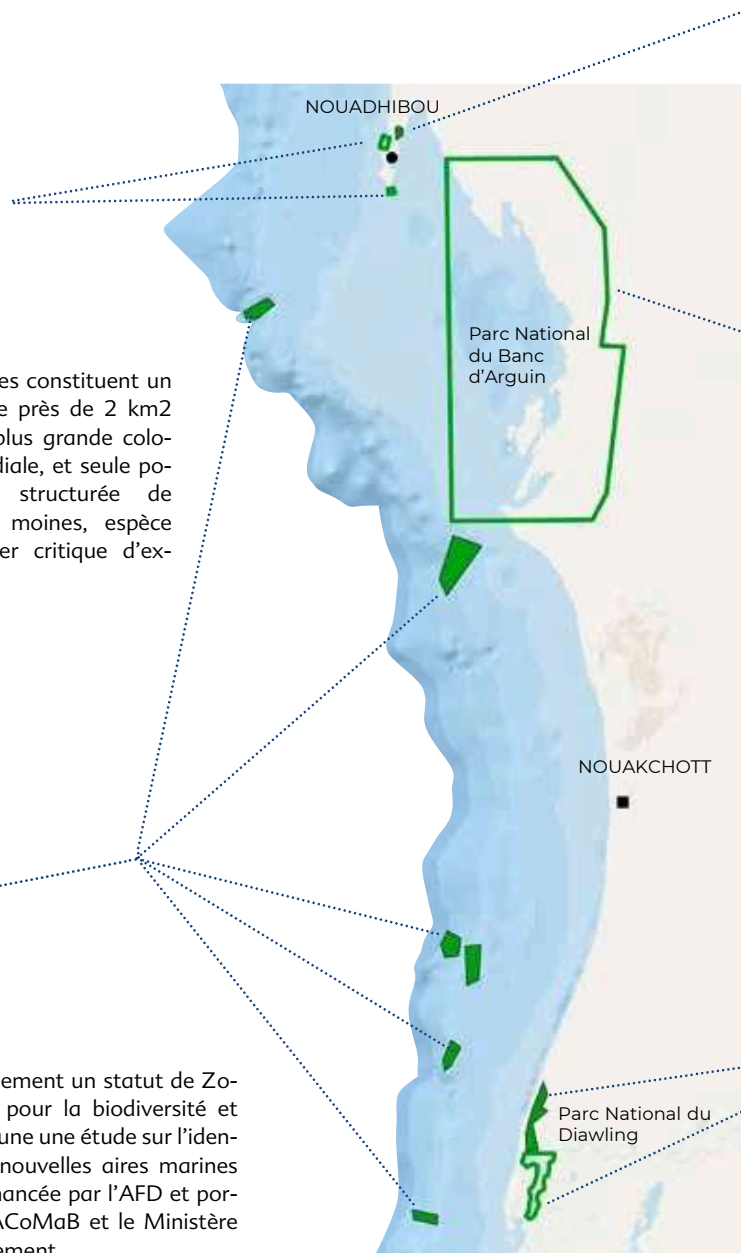 NOUADHIBOU
Parc National
du Banc
d'Arguin
es constituent un
e près de 2 km2
plus grande colo-
diale, et seule po-
structurée de
moines, espèce
er critique d'ex-
NOUAKCHOTT
ement un statut de Zo-
pour la biodiversité et
une une étude sur l'iden-
nouvelles aires marines
nancée par l'AFD et por-
ACoMaB et le Ministère
ement
Parc National du
Diawling